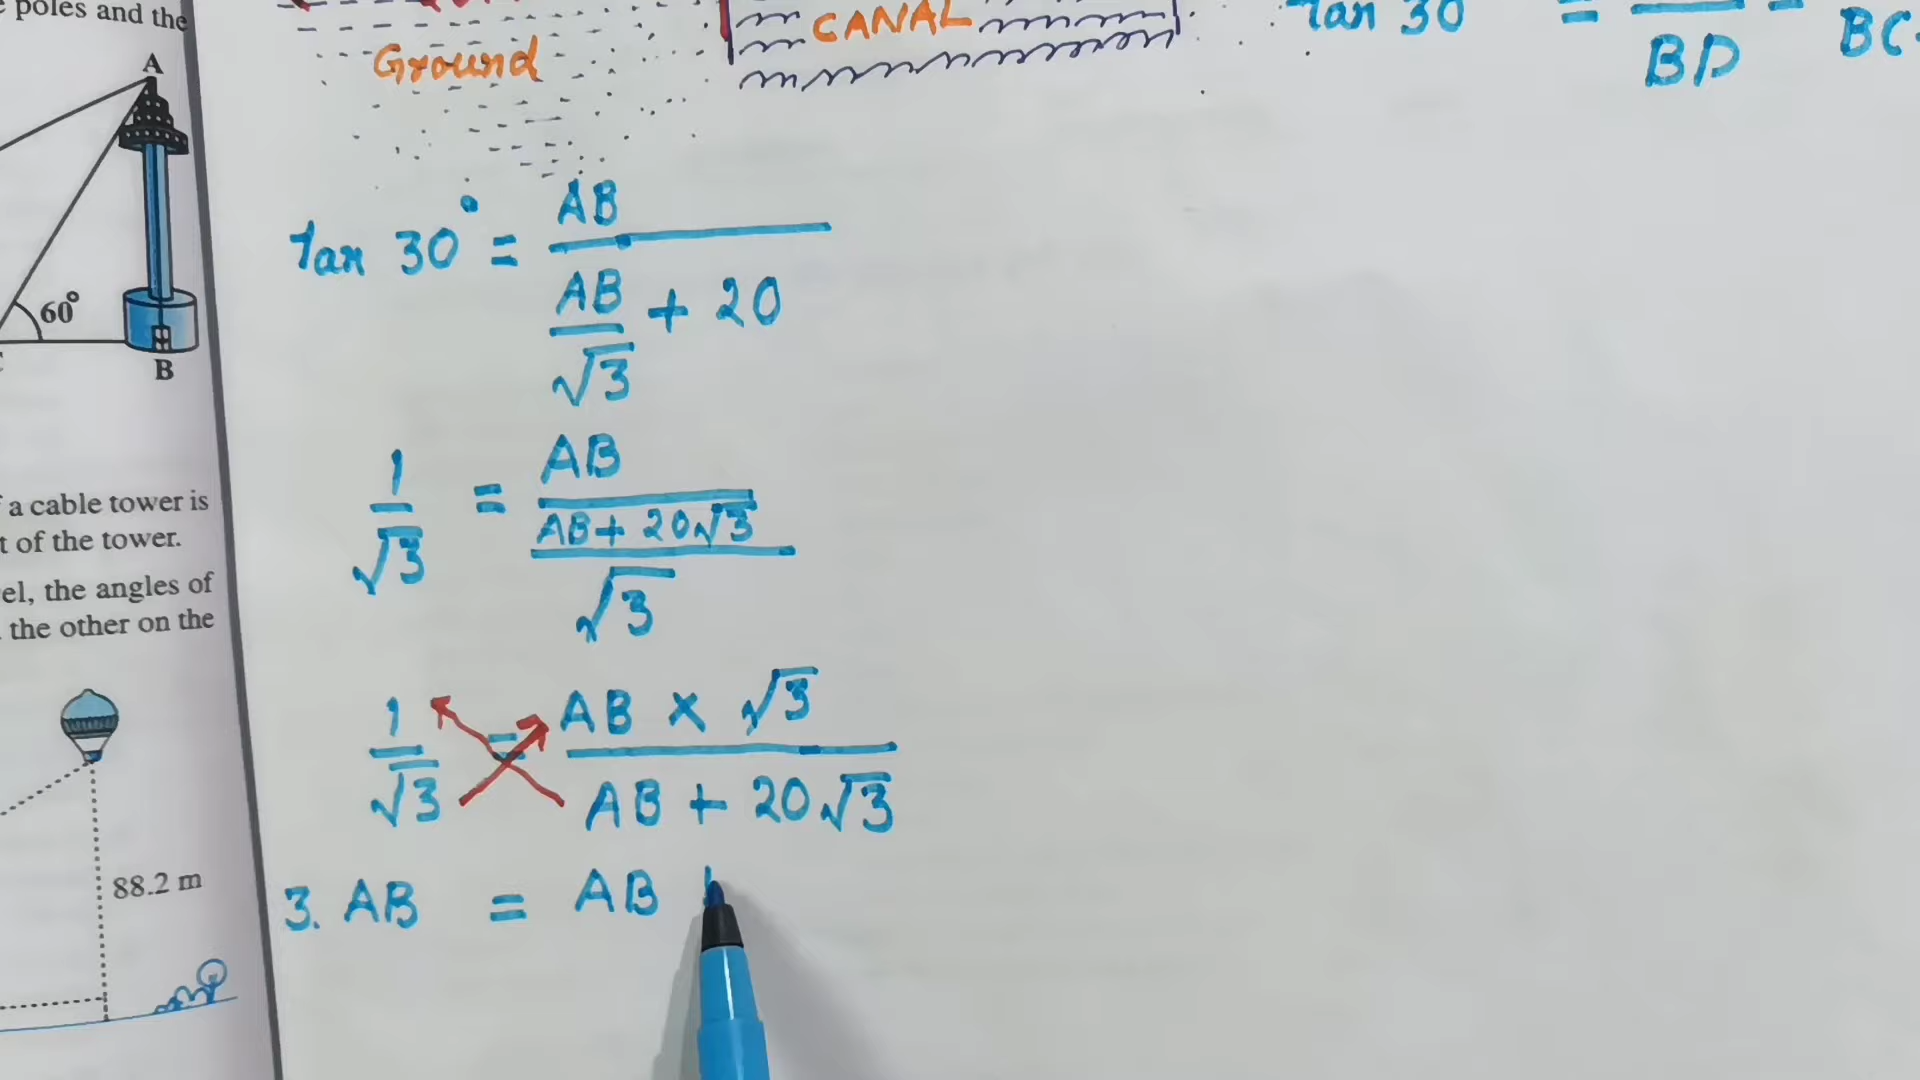 poles and the
A
60°
B
a cable tower is
t of the tower.
el, the angles of
the other on the
88.2 m
Ground
CANAL
tan 30 = ― =
BD BC
tan 30° = AB / (AB/√3 + 20)
1/√3 = AB / ((AB + 20√3)/√3)
1/√3 = AB × √3 / (AB + 20√3)
3. AB = AB